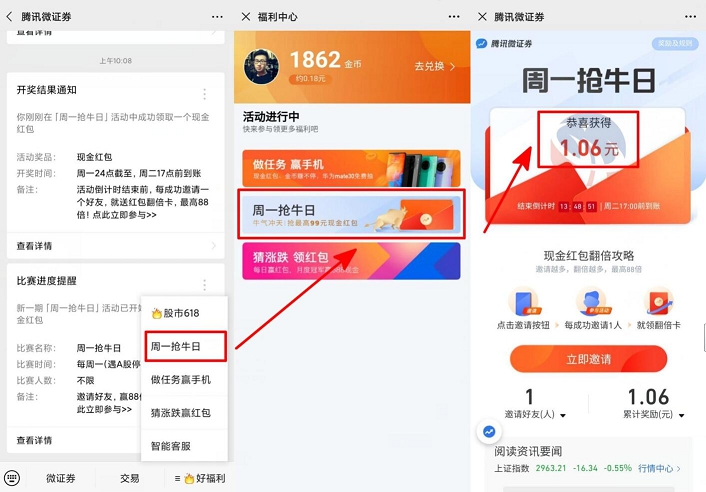 腾讯微证券
查看详情
上午10:08
开奖结果通知
你刚刚在「周一抢牛日」活动中成功领取一个现金红包
活动奖品: 现金红包
开奖时间: 周一24点截至,周二17点前到账
备注: 活动倒计时结束前,每成功邀请一
个好友,就送红包翻倍卡,最高88
倍!点此立即参与>>
查看详情
比赛进度提醒
新一期「周一抢牛日」活动已开始
金红包
比赛名称: 周一抢牛日
比赛时间: 每周一(遇A股停
比赛人数: 不限
备注: 邀请好友,赢88倍
此立即参与>>
查看详情
股市618
周一抢牛日
做任务赢手机
猜涨跌赢红包
智能客服
微证券
交易
好福利
福利中心
1862 金币
约0.18元
去兑换
活动进行中
快来参与领更多福利吧
做任务 赢手机
现金红包、金币赚不停,华为mate30免费换
周一抢牛日
牛气冲天!抢最高99元现金红包
猜涨跌 领红包
每日赢红包,月度冠军
现金
腾讯微证券
腾讯微证券
奖励及规则
周一抢牛日
恭喜获得
1.06元
结束倒计时 13:48:51 周二17:00前到账
现金红包翻倍攻略
邀请越多,翻倍越多,最高88倍
邀请
点击邀请按钮
每成功邀请1人
就领翻倍卡
立即邀请
1
邀请好友(人)
1.06
累计奖励(元)
阅读资讯要闻
上证指数 2963.21 -16.34 -0.55% 行情中心